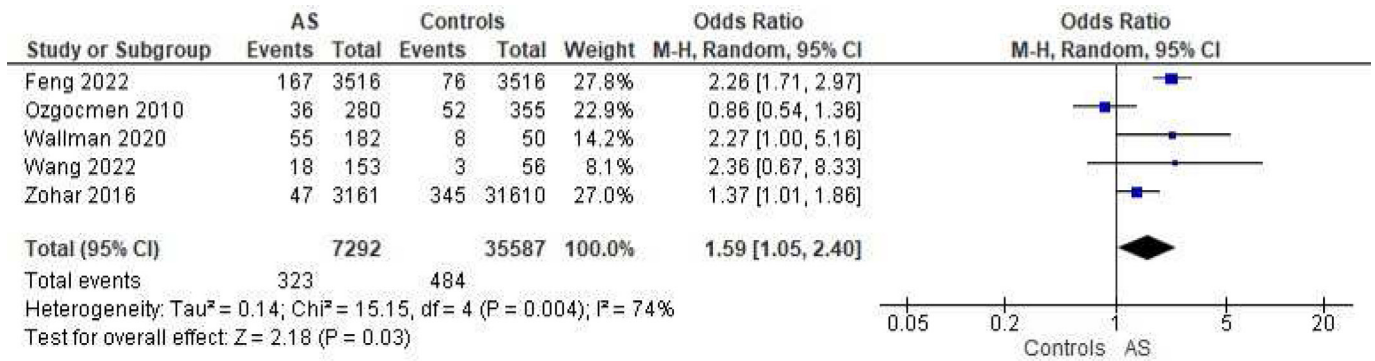 AS Controls Odds Ratio Odds Ratio
Study or Subgroup Events Total Events Total Weight M-H, Random, 95% CI M-H, Random, 95% CI
Feng 2022 167 3516 76 3516 27.8% 2.26 [1.71, 2.97]
Ozgocmen 2010 36 280 52 355 22.9% 0.86 [0.54, 1.36]
Wallman 2020 55 182 8 50 14.2% 2.27 [1.00, 5.16]
Wang 2022 18 153 3 56 8.1% 2.36 [0.67, 8.33]
Zohar 2016 47 3161 345 31610 27.0% 1.37 [1.01, 1.86]
Total (95% CI) 7292 35587 100.0% 1.59 [1.05, 2.40]
Total events 323 484
Heterogeneity: Tau² = 0.14; Chi² = 15.15, df = 4 (P = 0.004); I² = 74%
Test for overall effect: Z = 2.18 (P = 0.03)
0.05 0.2 1 5 20
Controls AS